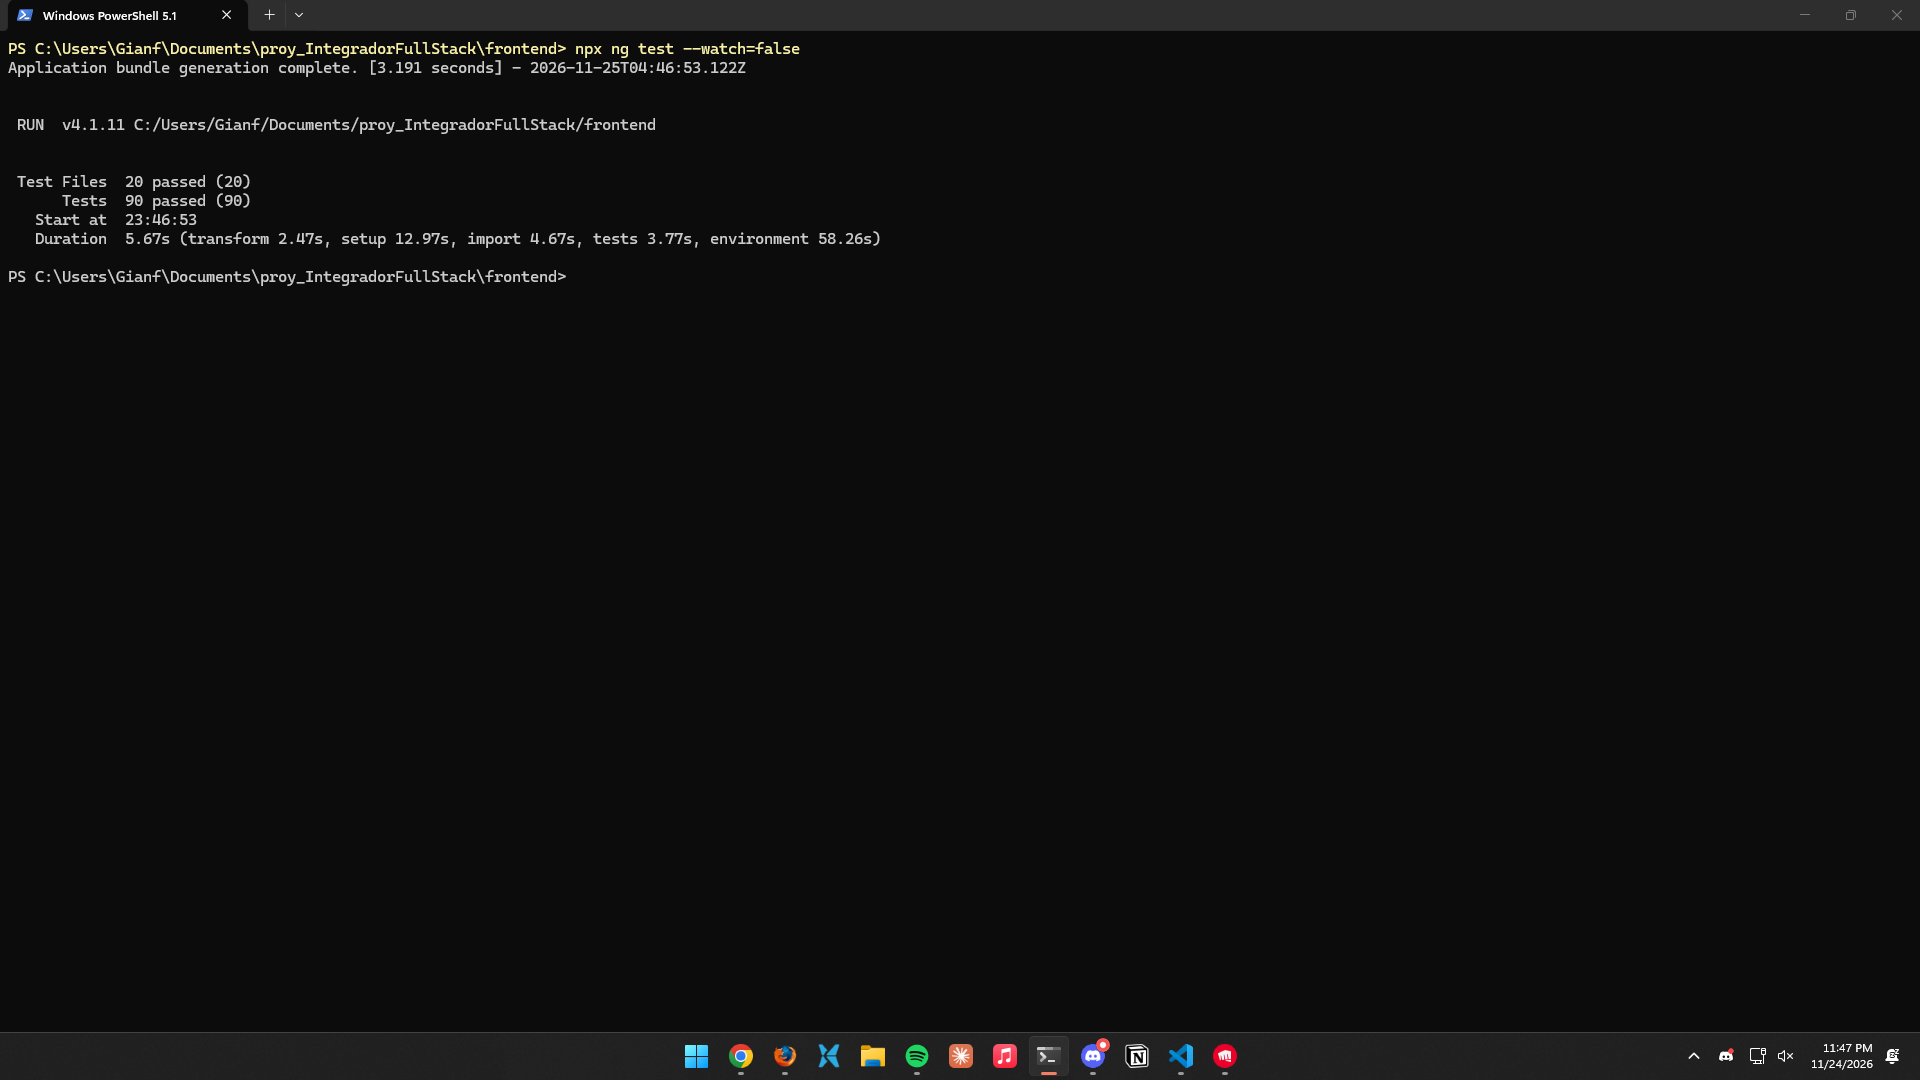 Windows PowerShell 5.1
PS C:\Users\Gianf\Documents\proy_IntegradorFullStack\frontend> npx ng test --watch=false
Application bundle generation complete. [3.191 seconds] - 2026-11-25T04:46:53.122Z
RUN  v4.1.11 C:/Users/Gianf/Documents/proy_IntegradorFullStack/frontend
Test Files  20 passed (20)
Tests  90 passed (90)
Start at  23:46:53
Duration  5.67s (transform 2.47s, setup 12.97s, import 4.67s, tests 3.77s, environment 58.26s)
PS C:\Users\Gianf\Documents\proy_IntegradorFullStack\frontend>
11:47 PM
11/24/2026